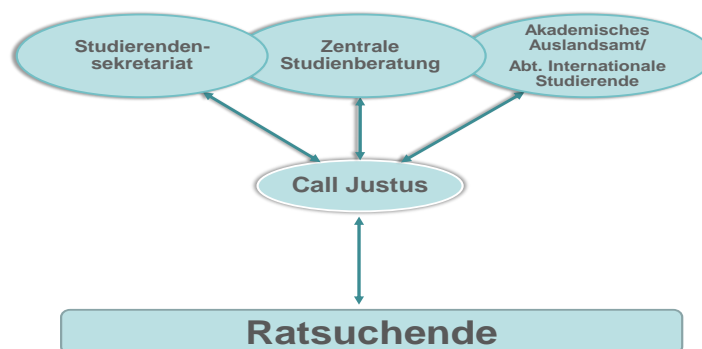 Studierenden-
sekretariat
Zentrale
Studienberatung
Akademisches
Auslandsamt/
Abt. Internationale
Studierende
Call Justus
Ratsuchende